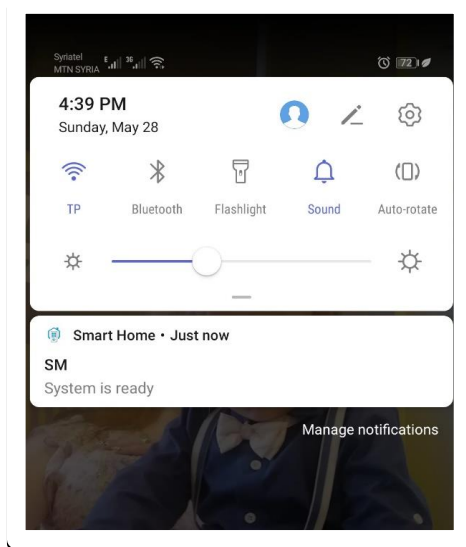 Syriatel
MTN SYRIA E 3G 72
4:39 PM
Sunday, May 28
TP Bluetooth Flashlight Sound Auto-rotate
Smart Home • Just now
SM
System is ready
Manage notifications